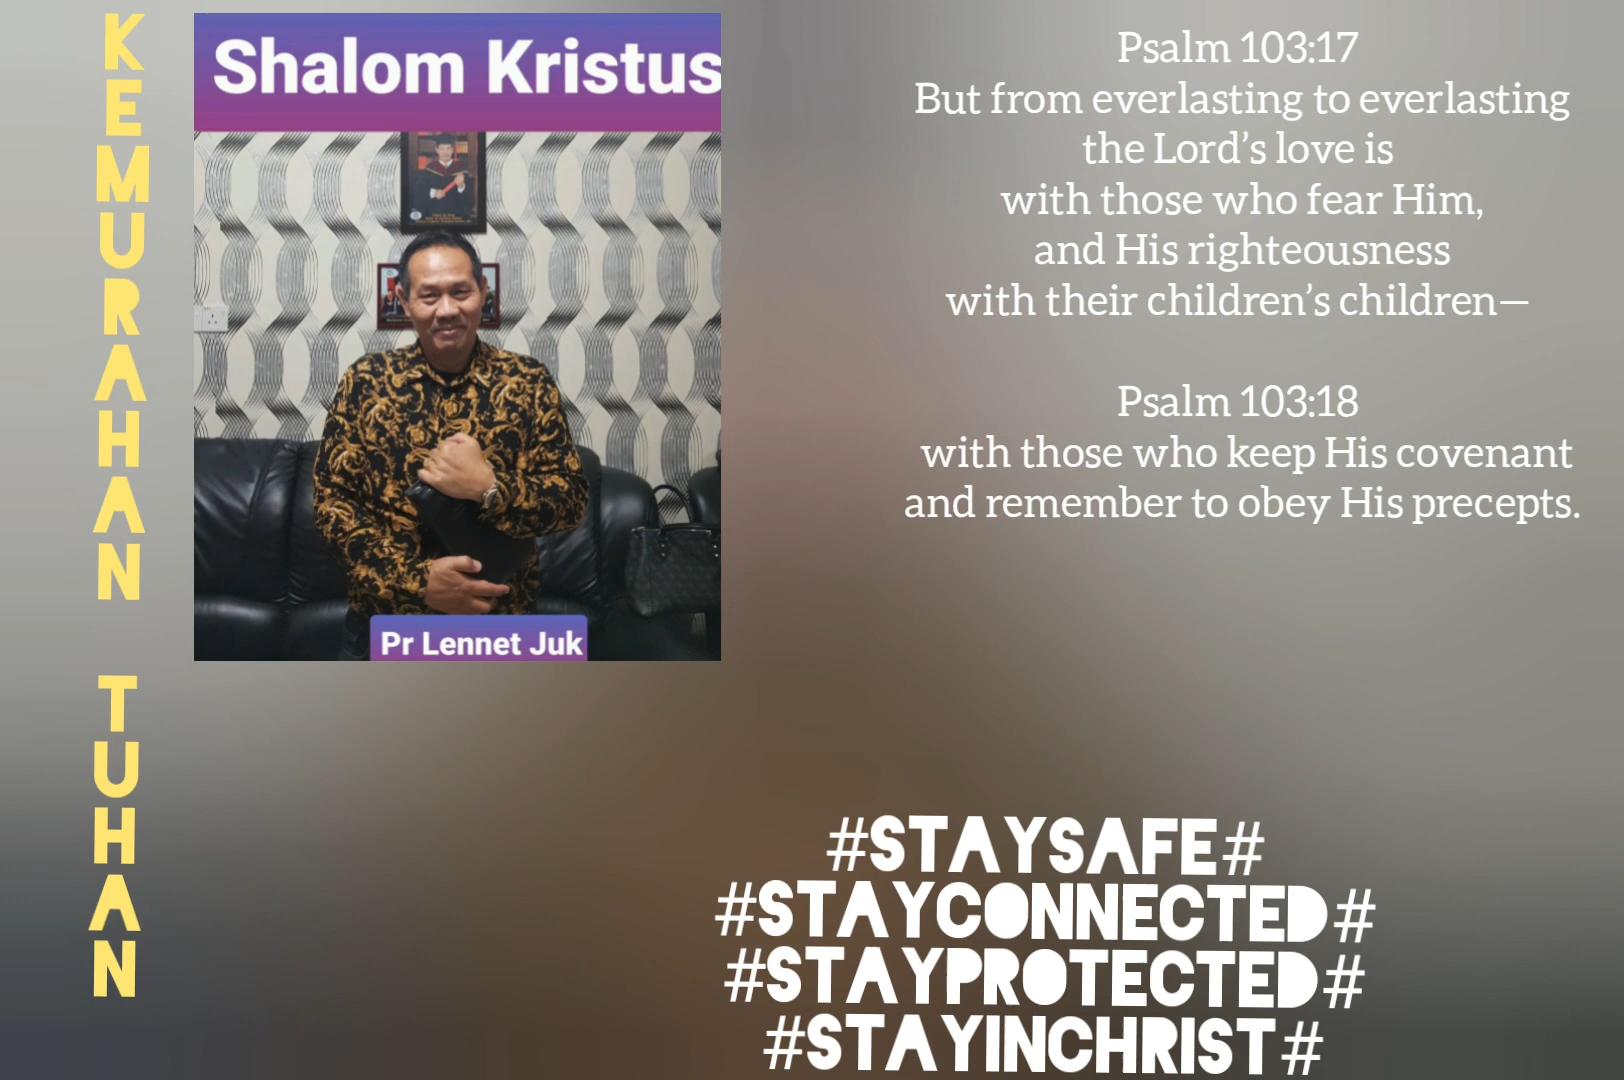 KEMURAHAN TUHAN
Shalom Kristus
Pr Lennet Juk
Psalm 103:17
But from everlasting to everlasting
the Lord’s love is
with those who fear Him,
and His righteousness
with their children’s children—
Psalm 103:18
with those who keep His covenant
and remember to obey His precepts.
#STAYSAFE#
#STAYCONNECTED#
#STAYPROTECTED#
#STAYINCHRIST#